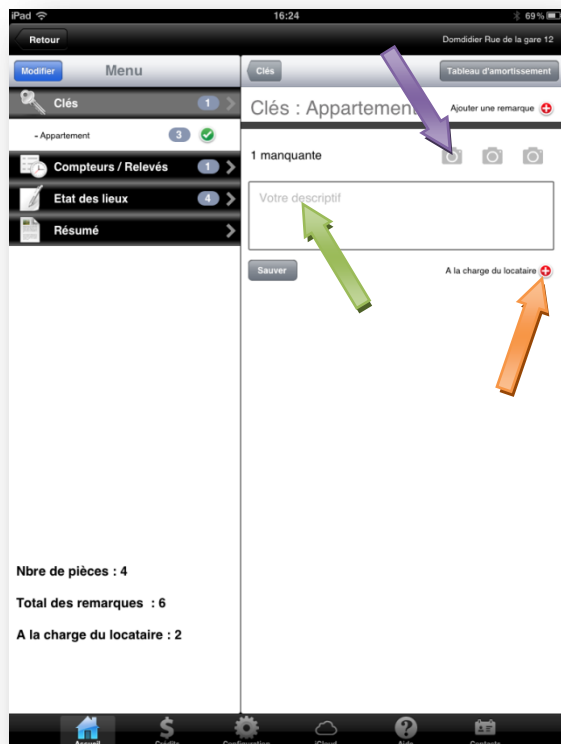 iPad 16:24 69 %
Retour Domdidier Rue de la gare 12
Modifier Menu
Clés 1
- Appartement 3
Compteurs / Relevés 1
Etat des lieux 4
Résumé
Nbre de pièces : 4
Total des remarques : 6
A la charge du locataire : 2
Clés Tableau d'amortissement
Clés : Appartement Ajouter une remarque
1 manquante
Votre descriptif
Sauver A la charge du locataire
Accueil Crédits Configuration iCloud Aide Contacts